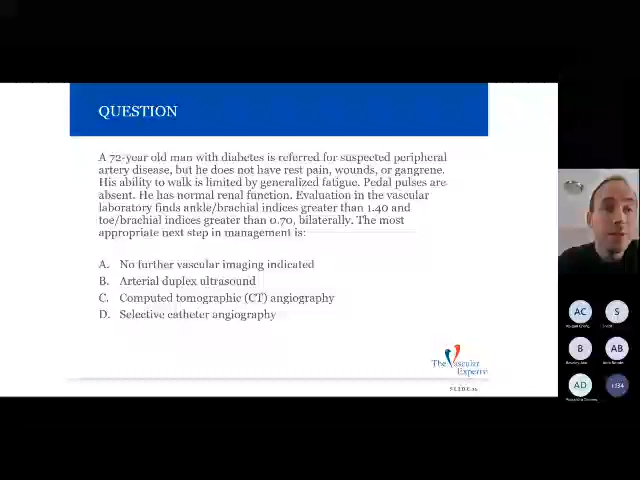 QUESTION
A 72-year old man with diabetes is referred for suspected peripheral
artery disease, but he does not have rest pain, wounds, or gangrene.
His ability to walk is limited by generalized fatigue. Pedal pulses are
absent. He has normal renal function. Evaluation in the vascular
laboratory finds ankle/brachial indices greater than 1.40 and
toe/brachial indices greater than 0.70, bilaterally. The most
appropriate next step in management is:
A. No further vascular imaging indicated
B. Arterial duplex ultrasound
C. Computed tomographic (CT) angiography
D. Selective catheter angiography
The Vascular
Experts
AC
S
B
AB
AD
+134